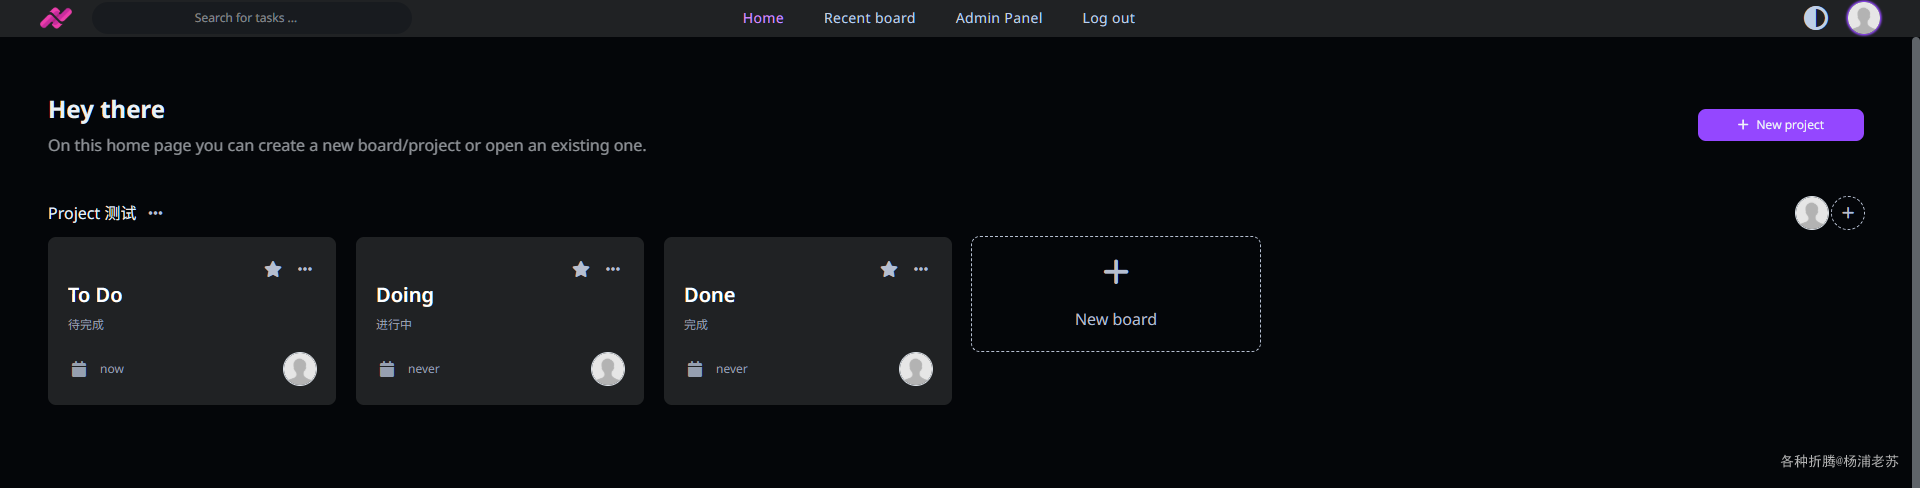 Search for tasks ...
Home
Recent board
Admin Panel
Log out
Hey there
On this home page you can create a new board/project or open an existing one.
+ New project
Project 测试 •••
To Do
待完成
now
Doing
进行中
never
Done
完成
never
New board
各种折腾@杨浦老苏